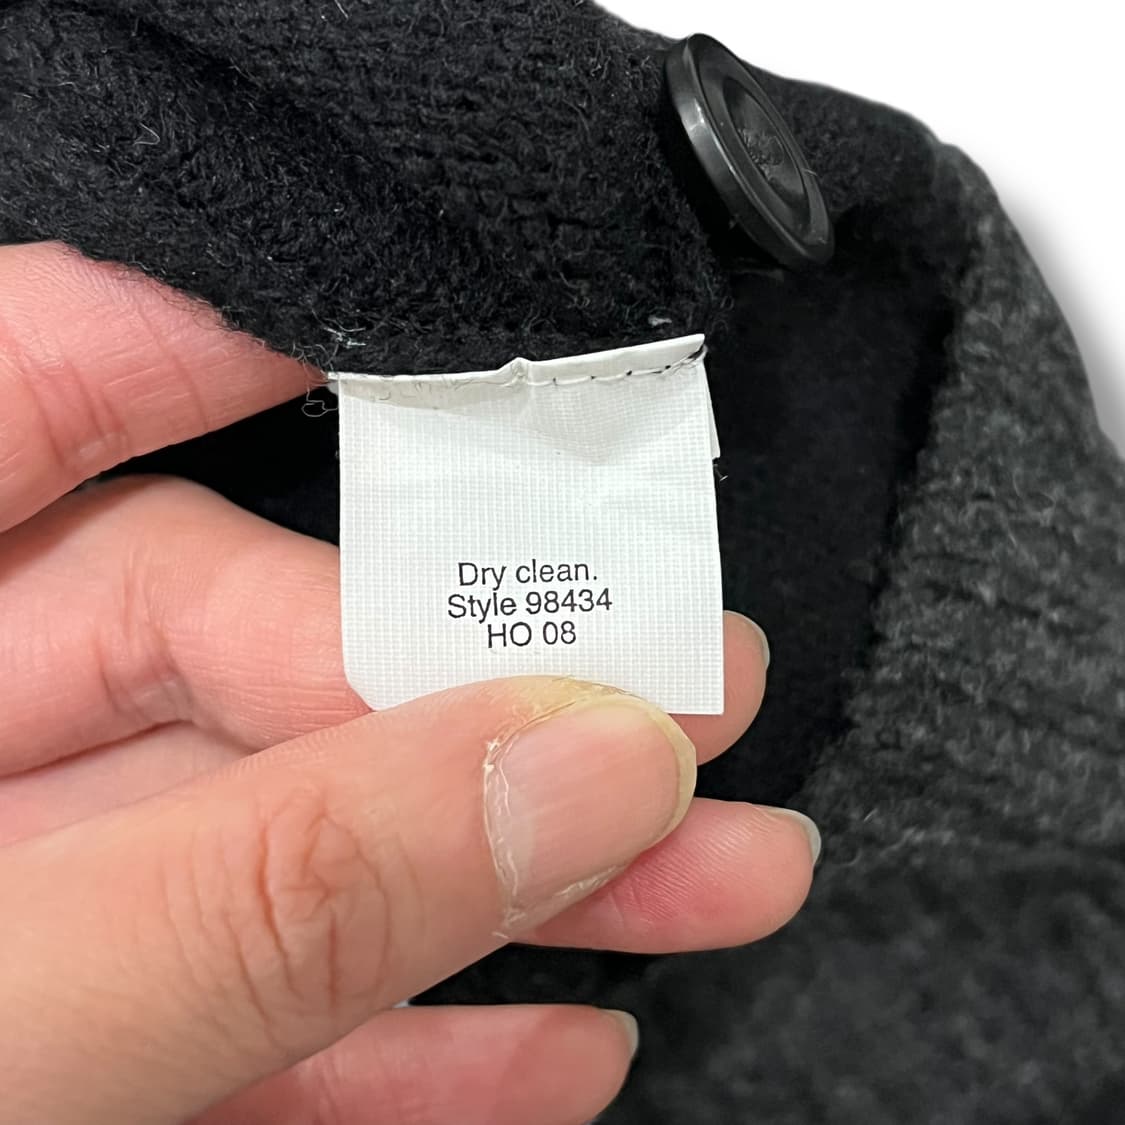 Dry clean.
Style 98434
HO 08